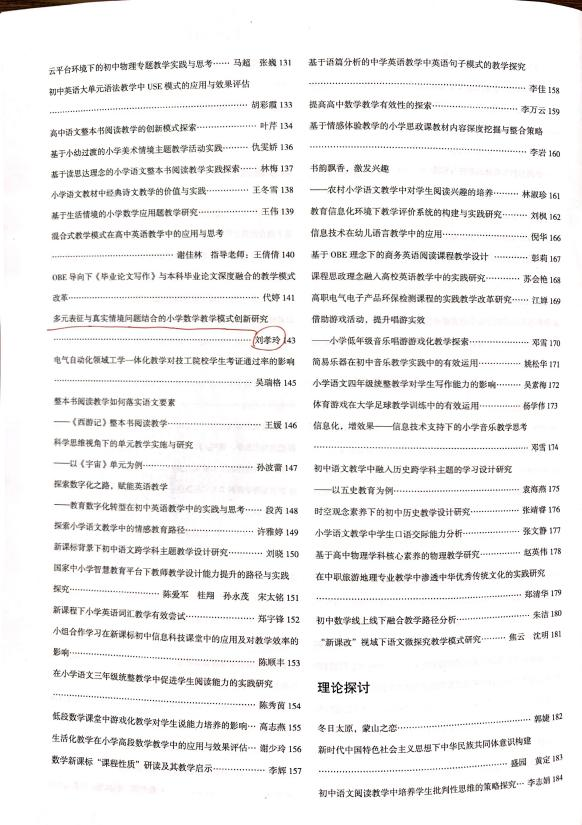 云平台环境下的初中物理专题教学实践与思考…… 马超 张巍 131
初中英语大单元语法教学中 USE 模式的应用与效果评估
…… 胡彩霞 133
高中语文整本书阅读教学的创新模式探索…… 叶芹 134
基于小幼过渡的小学美术情境主题教学活动实践…… 仇雯娇 136
基于读思达理念的小学语文整本书阅读教学实践探索…… 林梅 137
小学语文教材中经典诗文教学的价值与实践…… 王冬雪 138
基于生活情境的小学数学应用题教学研究…… 王伟 139
混合式教学模式在高中英语教学中的应用与思考
…… 谢佳林 指导老师：王倩倩 140
OBE 导向下《毕业论文写作》与本科毕业论文深度融合的教学模式
改革…… 代婷 141
多元表征与真实情境问题结合的小学数学教学模式创新研究
…… 刘孝玲 143
电气自动化领域工学一体化教学对技工院校学生考证通过率的影响
…… 吴瑞格 145
整本书阅读教学如何落实语文要素
——《西游记》整本书阅读教学…… 王媛 146
科学思维视角下的单元教学实施与研究
——以《宇宙》单元为例…… 孙波蕾 147
探索数字化之路，赋能英语教学
——教育数字化转型在初中英语教学中的实践与思考…… 段芮 148
探索小学语文教学中的情感教育路径…… 许雅婷 149
新课标背景下初中语文跨学科主题教学设计研究…… 刘晓 150
国家中小学智慧教育平台下教师教学设计能力提升的路径与实践
探究…… 陈爱军 桂翔 孙永茂 宋太铭 151
新课程下小学英语词汇教学有效尝试…… 郑宇锋 152
小组合作学习在新课标初中信息科技课堂中的应用及对教学效率的
影响…… 陈顺丰 153
在小学语文三年级统整教学中促进学生阅读能力的实践研究
…… 陈秀茵 154
低段数学课堂中游戏化教学对学生说能力培养的影响… 高志燕 155
生活化教学在小学高段数学教学中的应用与效果评估… 谢少玲 156
数学新课标“课程性质”研读及其教学启示…… 李辉 157
基于语篇分析的中学英语教学中英语句子模式的教学探究
…… 李佳 158
提高高中数学教学有效性的探索…… 李万云 159
基于情感体验教学的小学思政课教材内容深度挖掘与整合策略
…… 李岩 160
书韵飘香，激发兴趣
——农村小学语文教学中对学生阅读兴趣的培养…… 林淑珍 161
教育信息化环境下教学评价系统的构建与实践研究…… 刘枫 162
信息技术在幼儿语言教学中的应用…… 倪华 166
基于 OBE 理念下的商务英语阅读课程教学设计…… 彭莉 167
课程思政理念融入高校英语教学中的实践研究…… 苏会艳 168
高职电气电子产品环保检测课程的实践教学改革研究…… 江婵 169
借助游戏活动，提升唱游实效
——小学低年级音乐唱游游戏化教学探索…… 邓雪 170
简易乐器在初中音乐教学实践中的有效运用…… 姚松华 171
小学语文四年级统整教学对学生写作能力的影响…… 吴素梅 172
体育游戏在大学足球教学训练中的有效运用…… 杨学伟 173
信息化，增效果——信息技术支持下的小学音乐教学思考
…… 邓雪 174
初中语文教学中融入历史跨学科主题的学习设计研究
——以五史教育为例…… 袁海燕 175
时空观念素养下的初中历史教学设计研究…… 张靖睿 176
小学语文教学中学生口语交际能力分析…… 张文静 177
基于高中物理学科核心素养的物理教学研究…… 赵英伟 178
在中职旅游地理专业教学中渗透中华优秀传统文化的实践研究
…… 郑清华 179
初中数学线上线下融合教学路径分析…… 朱洁 180
“新课改”视域下语文微探究教学模式研究…… 焦云 沈明 181
理论探讨
冬日太原，蒙山之恋…… 郭婕 182
新时代中国特色社会主义思想下中华民族共同体意识构建
…… 盛园 黄定 183
初中语文阅读教学中培养学生批判性思维的策略探究… 李志娟 184